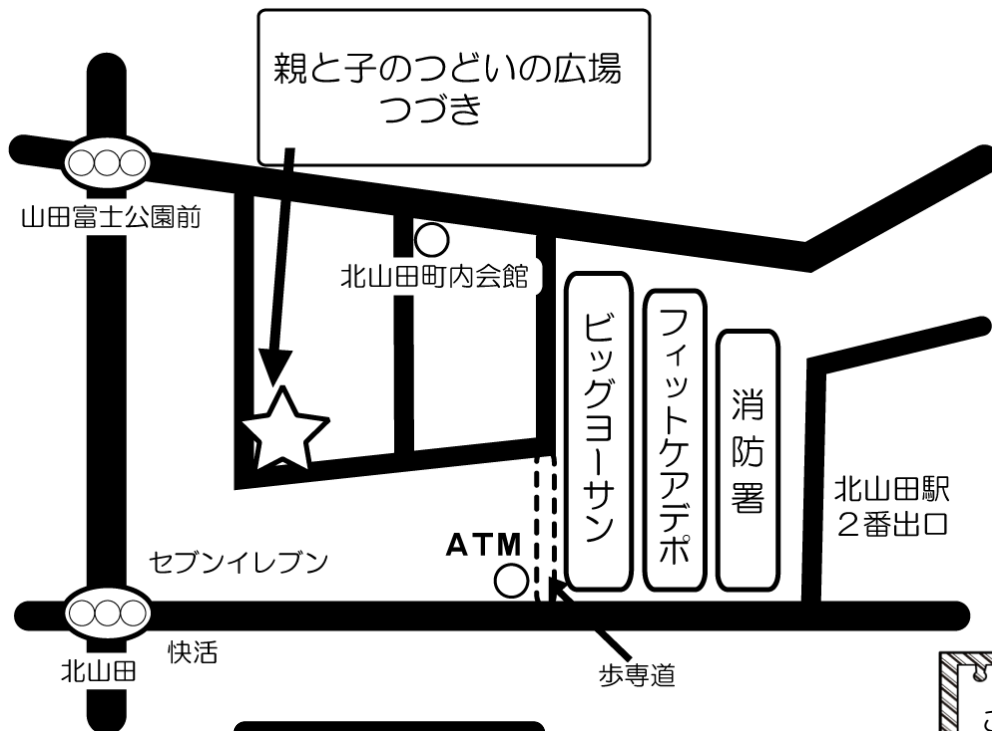 親と子のつどいの広場
つづき
山田富士公園前
北山田町内会館
ビッグヨーサン
フィットケアデポ
消防署
北山田駅
２番出口
ATM
セブンイレブン
快活
北山田
歩専道